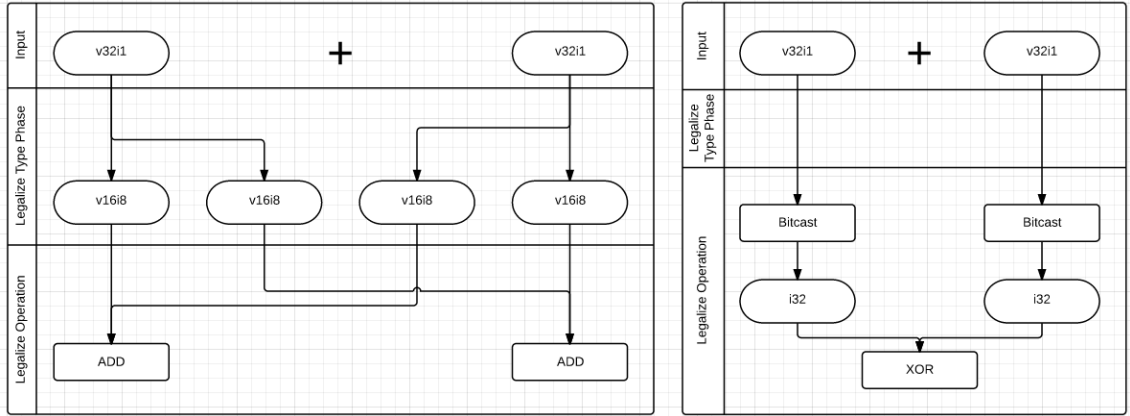 Input
v32i1
+
v32i1
Legalize Type Phase
v16i8
v16i8
v16i8
v16i8
Legalize Operation
ADD
ADD
Input
v32i1
+
v32i1
Legalize
Type Phase
Legalize Operation
Bitcast
Bitcast
i32
i32
XOR